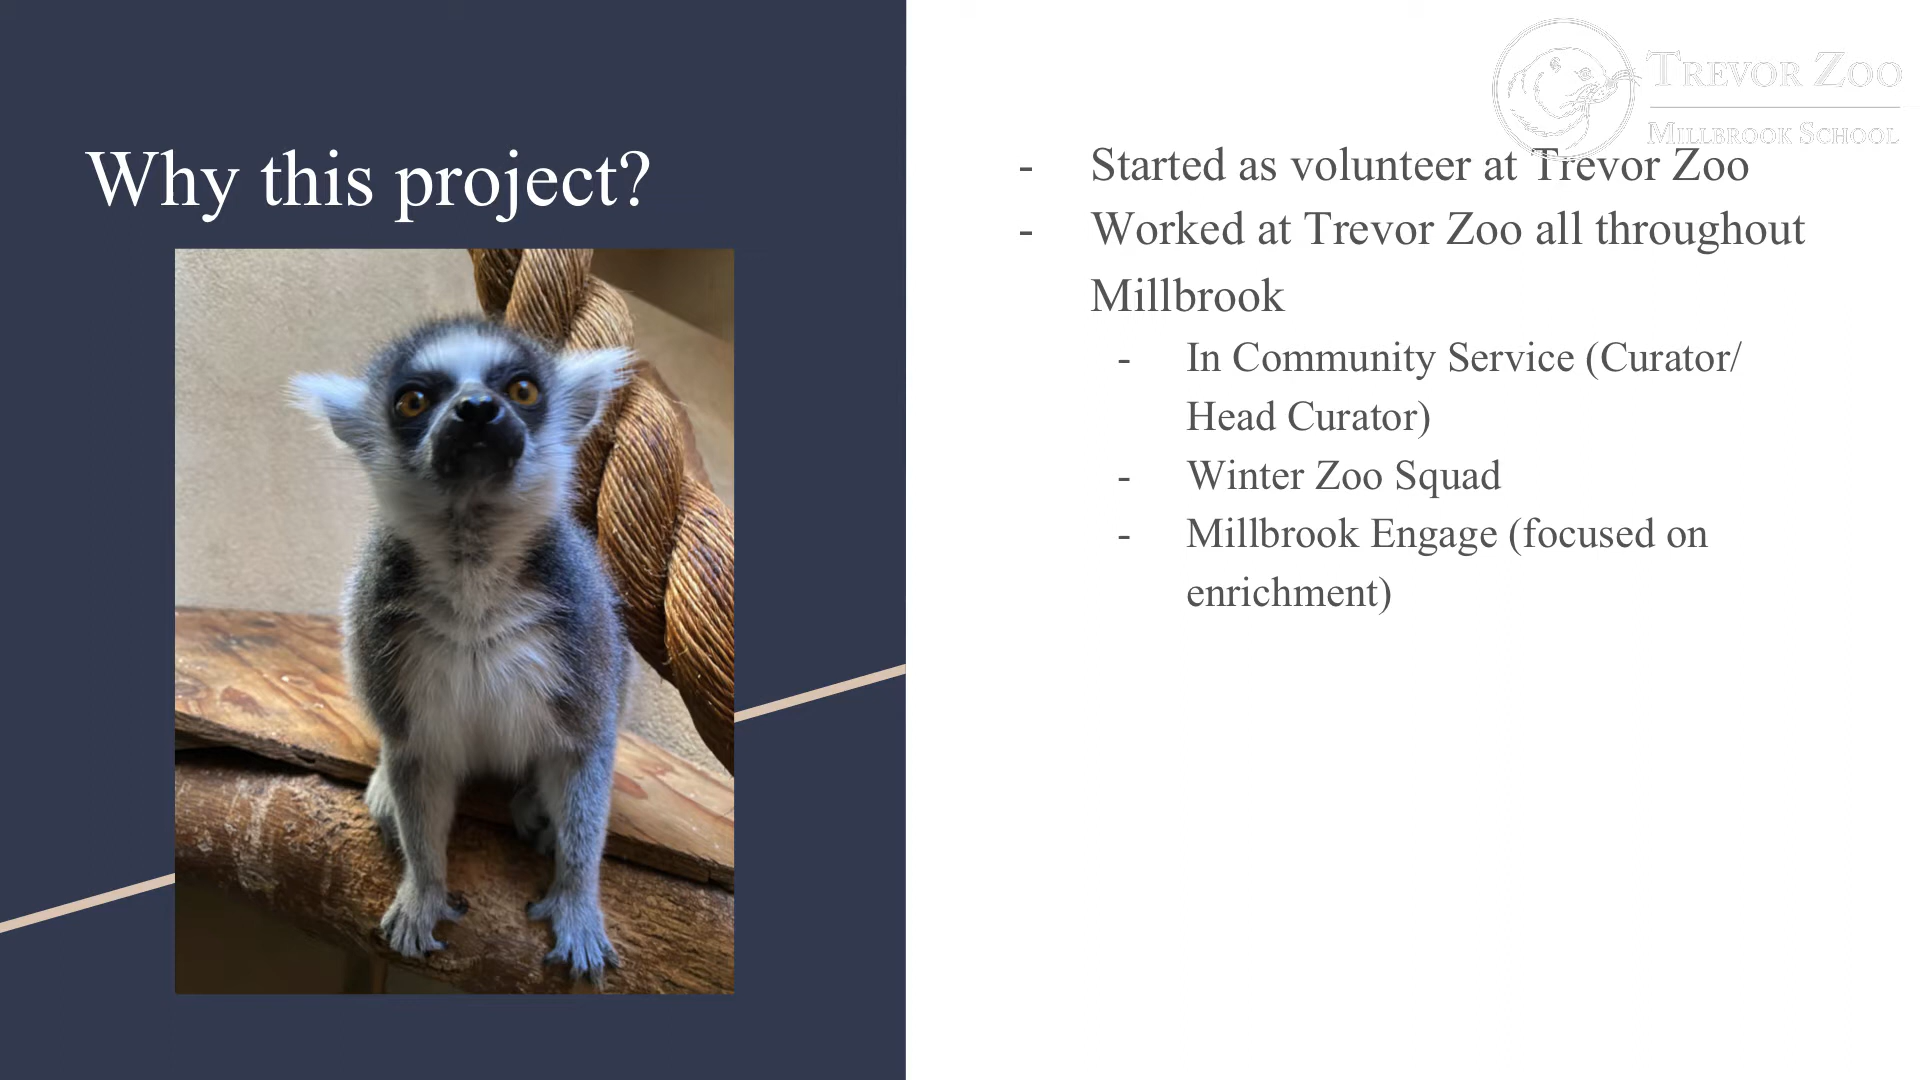 Trevor Zoo
Millbrook School
Why this project?
- Started as volunteer at Trevor Zoo
- Worked at Trevor Zoo all throughout
Millbrook
- In Community Service (Curator/
Head Curator)
- Winter Zoo Squad
- Millbrook Engage (focused on
enrichment)